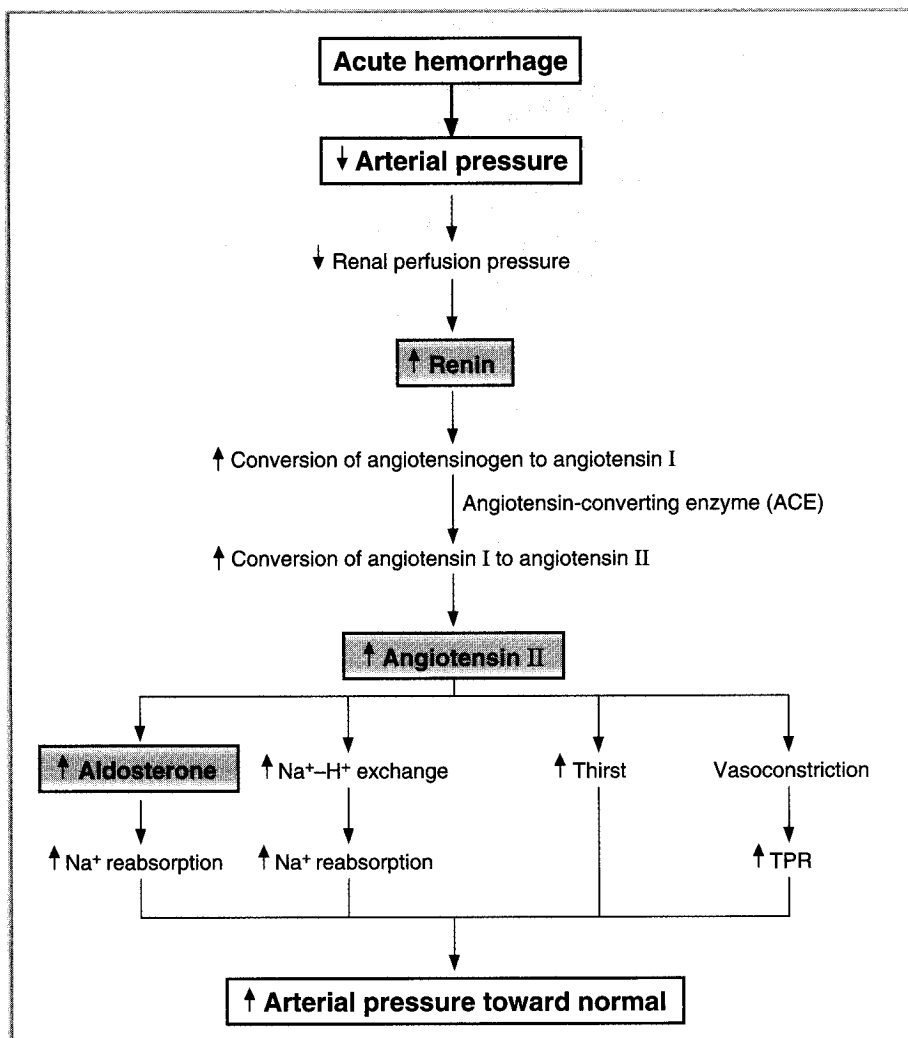 Acute hemorrhage
↓ Arterial pressure
↓ Renal perfusion pressure
↑ Renin
↑ Conversion of angiotensinogen to angiotensin I
Angiotensin-converting enzyme (ACE)
↑ Conversion of angiotensin I to angiotensin II
↑ Angiotensin II
↑ Aldosterone
↑ Na⁺–H⁺ exchange
↑ Thirst
Vasoconstriction
↑ Na⁺ reabsorption
↑ Na⁺ reabsorption
↑ TPR
↑ Arterial pressure toward normal